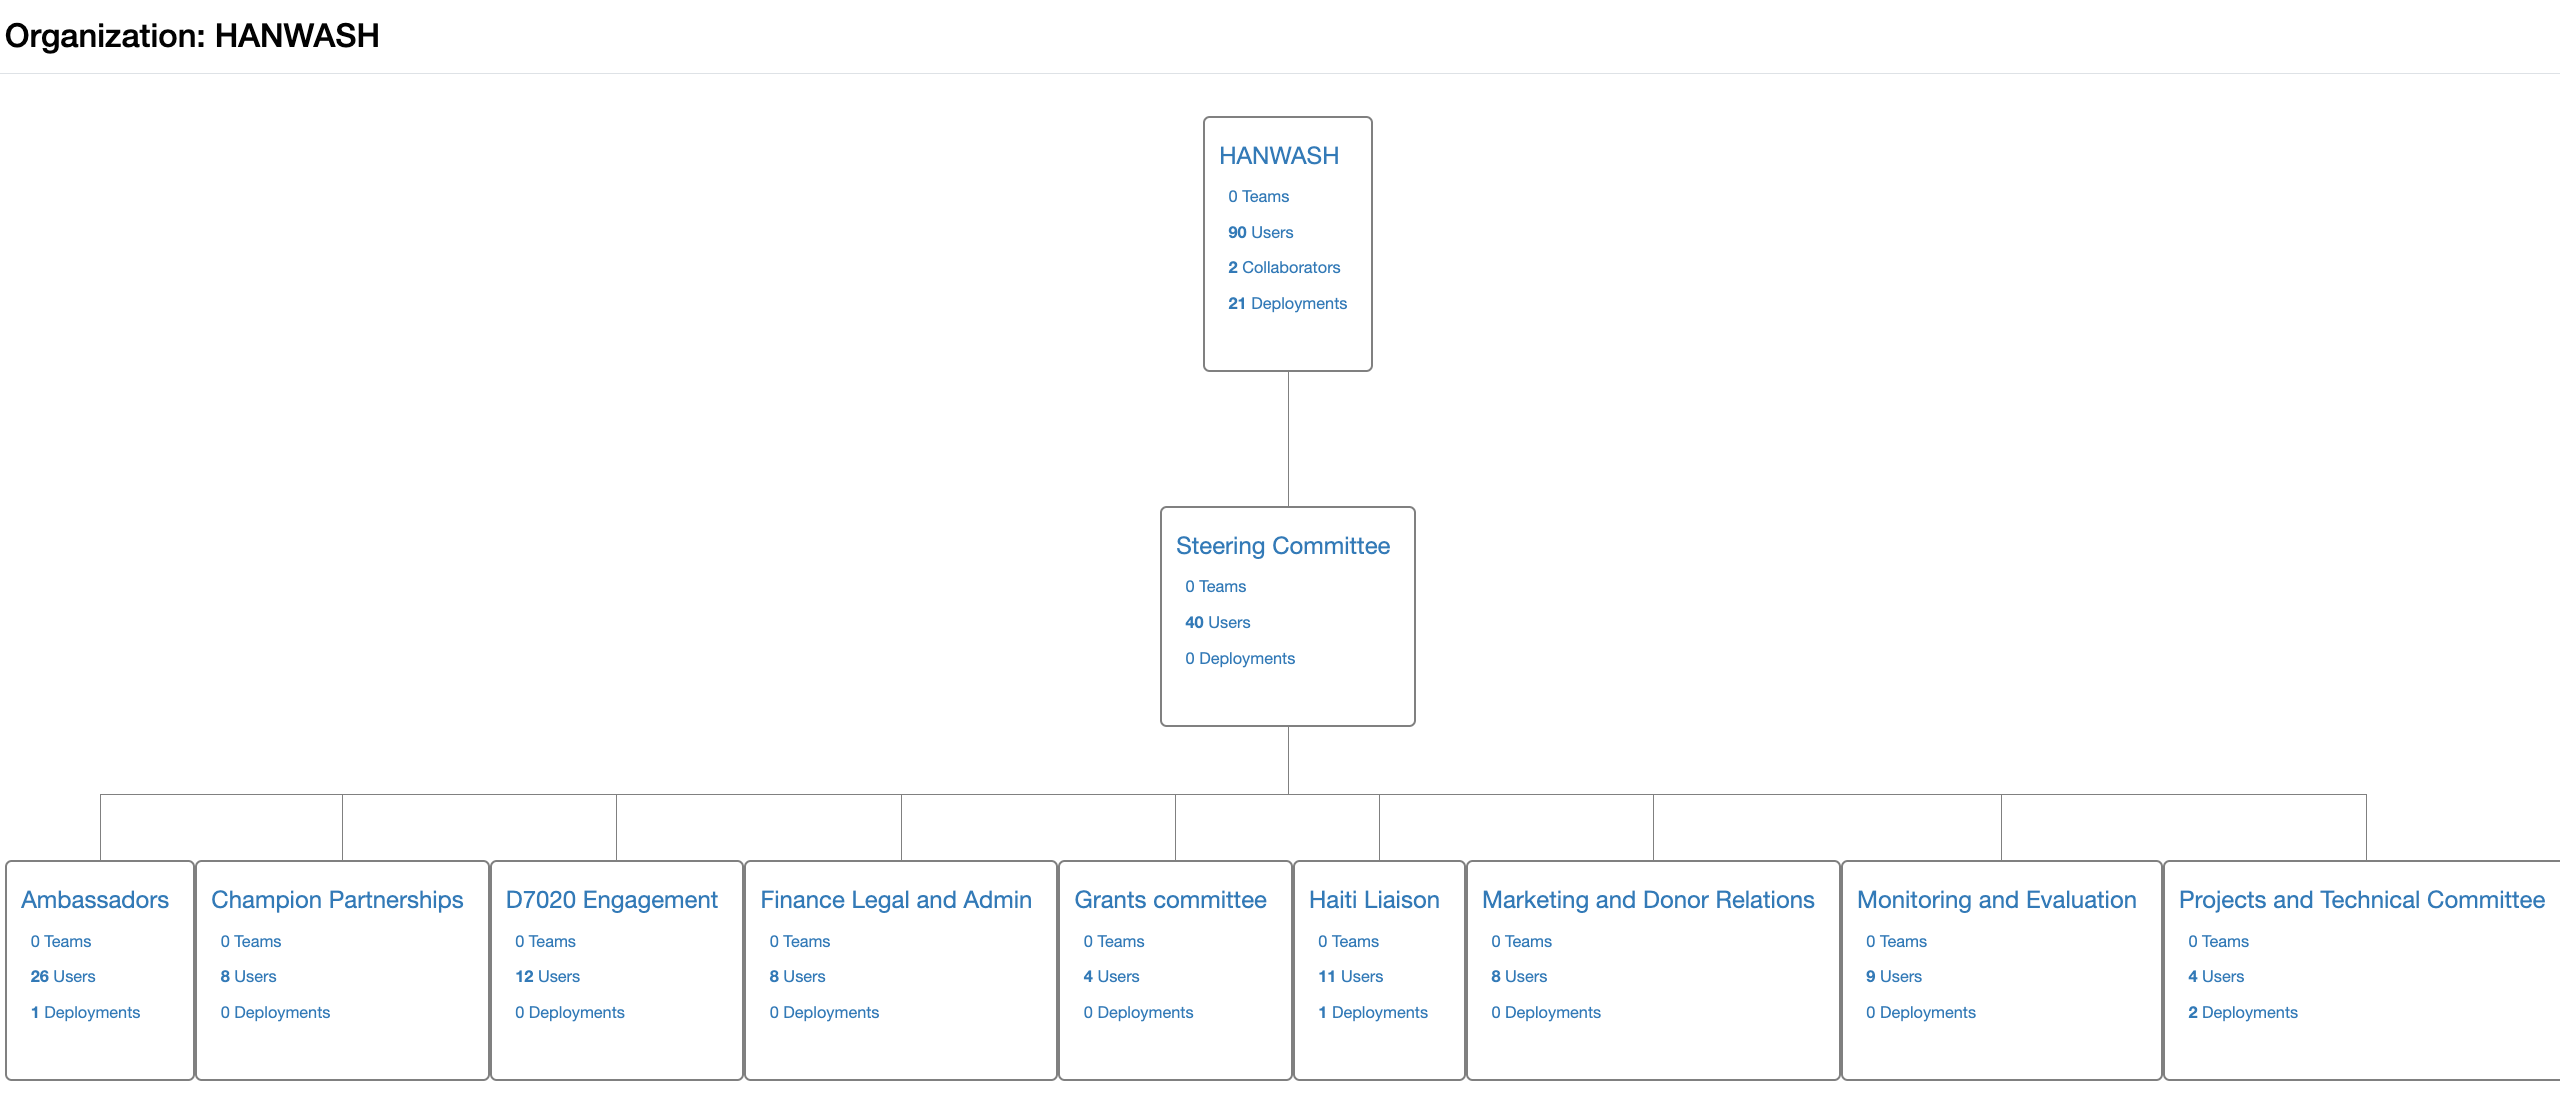 Organization: HANWASH
HANWASH
0 Teams
90 Users
2 Collaborators
21 Deployments
Steering Committee
0 Teams
40 Users
0 Deployments
Ambassadors
0 Teams
26 Users
1 Deployments
Champion Partnerships
0 Teams
8 Users
0 Deployments
D7020 Engagement
0 Teams
12 Users
0 Deployments
Finance Legal and Admin
0 Teams
8 Users
0 Deployments
Grants committee
0 Teams
4 Users
0 Deployments
Haiti Liaison
0 Teams
11 Users
1 Deployments
Marketing and Donor Relations
0 Teams
8 Users
0 Deployments
Monitoring and Evaluation
0 Teams
9 Users
0 Deployments
Projects and Technical Committee
0 Teams
4 Users
2 Deployments